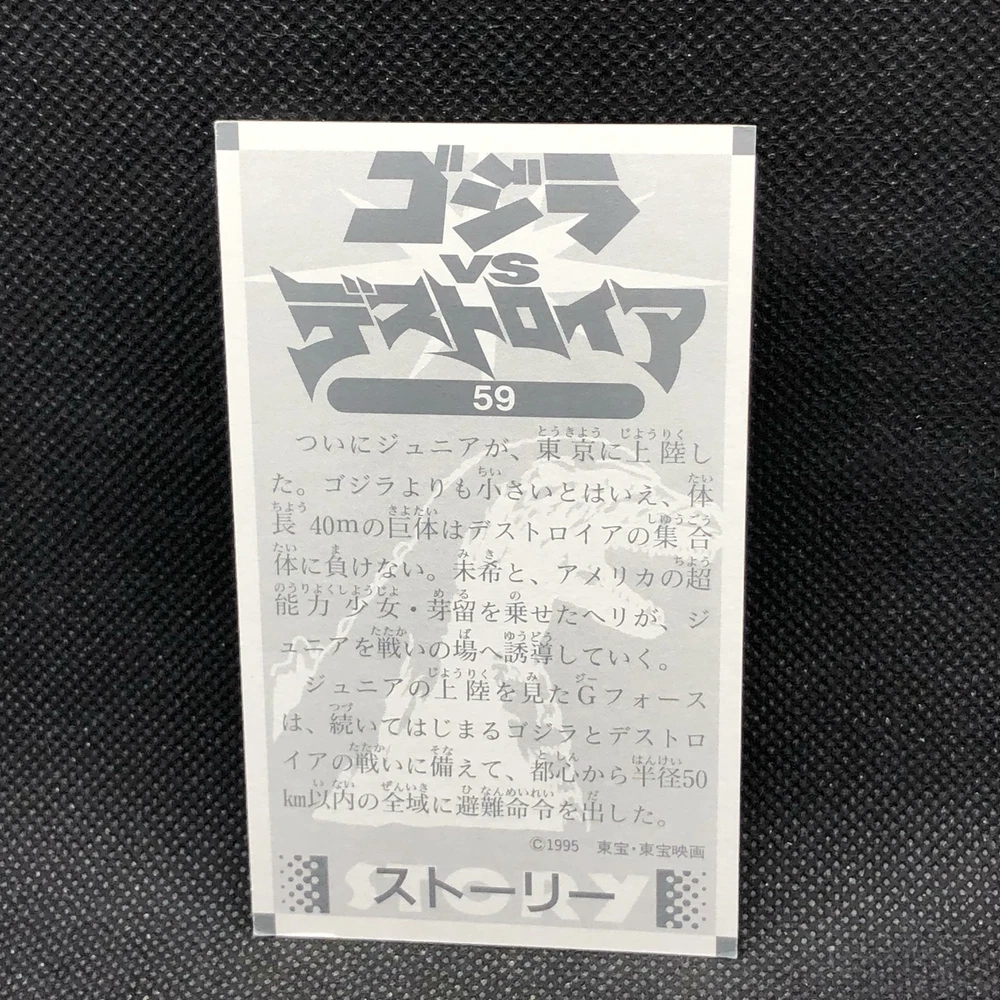 ゴジラ
VS
デストロイア
59
ついにジュニアが、東京に上陸し
た。ゴジラよりも小さいとはいえ、体
長40mの巨体はデストロイアの集合
体に負けない。未希と、アメリカの超
能力少女・芽留を乗せたヘリが、ジ
ュニアを戦いの場へ誘導していく。
ジュニアの上陸を見たGフォース
は、続いてはじまるゴジラとデストロ
イアの戦いに備えて、都心から半径50
km以内の全域に避難命令を出した。
©1995 東宝・東宝映画
STORY
ストーリー